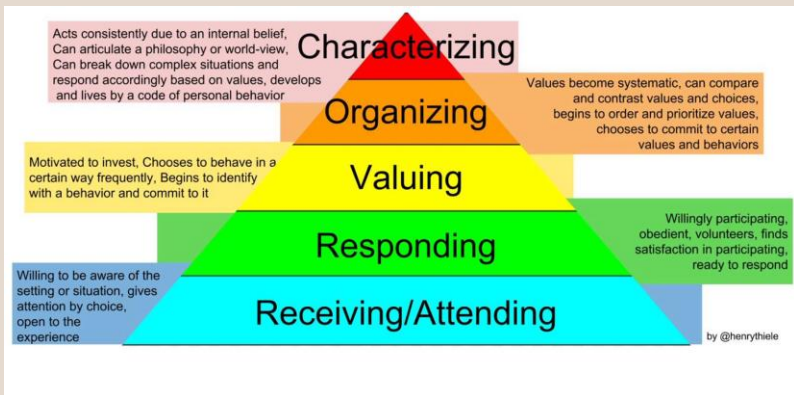 Acts consistently due to an internal belief,
Can articulate a philosophy or world-view,
Can break down complex situations and
respond accordingly based on values, develops
and lives by a code of personal behavior
Characterizing
Values become systematic, can compare
and contrast values and choices,
begins to order and prioritize values,
chooses to commit to certain
values and behaviors
Organizing
Motivated to invest, Chooses to behave in a
certain way frequently, Begins to identify
with a behavior and commit to it
Valuing
Willingly participating,
obedient, volunteers, finds
satisfaction in participating,
ready to respond
Responding
Willing to be aware of the
setting or situation, gives
attention by choice,
open to the
experience
Receiving/Attending
by @henrythiele